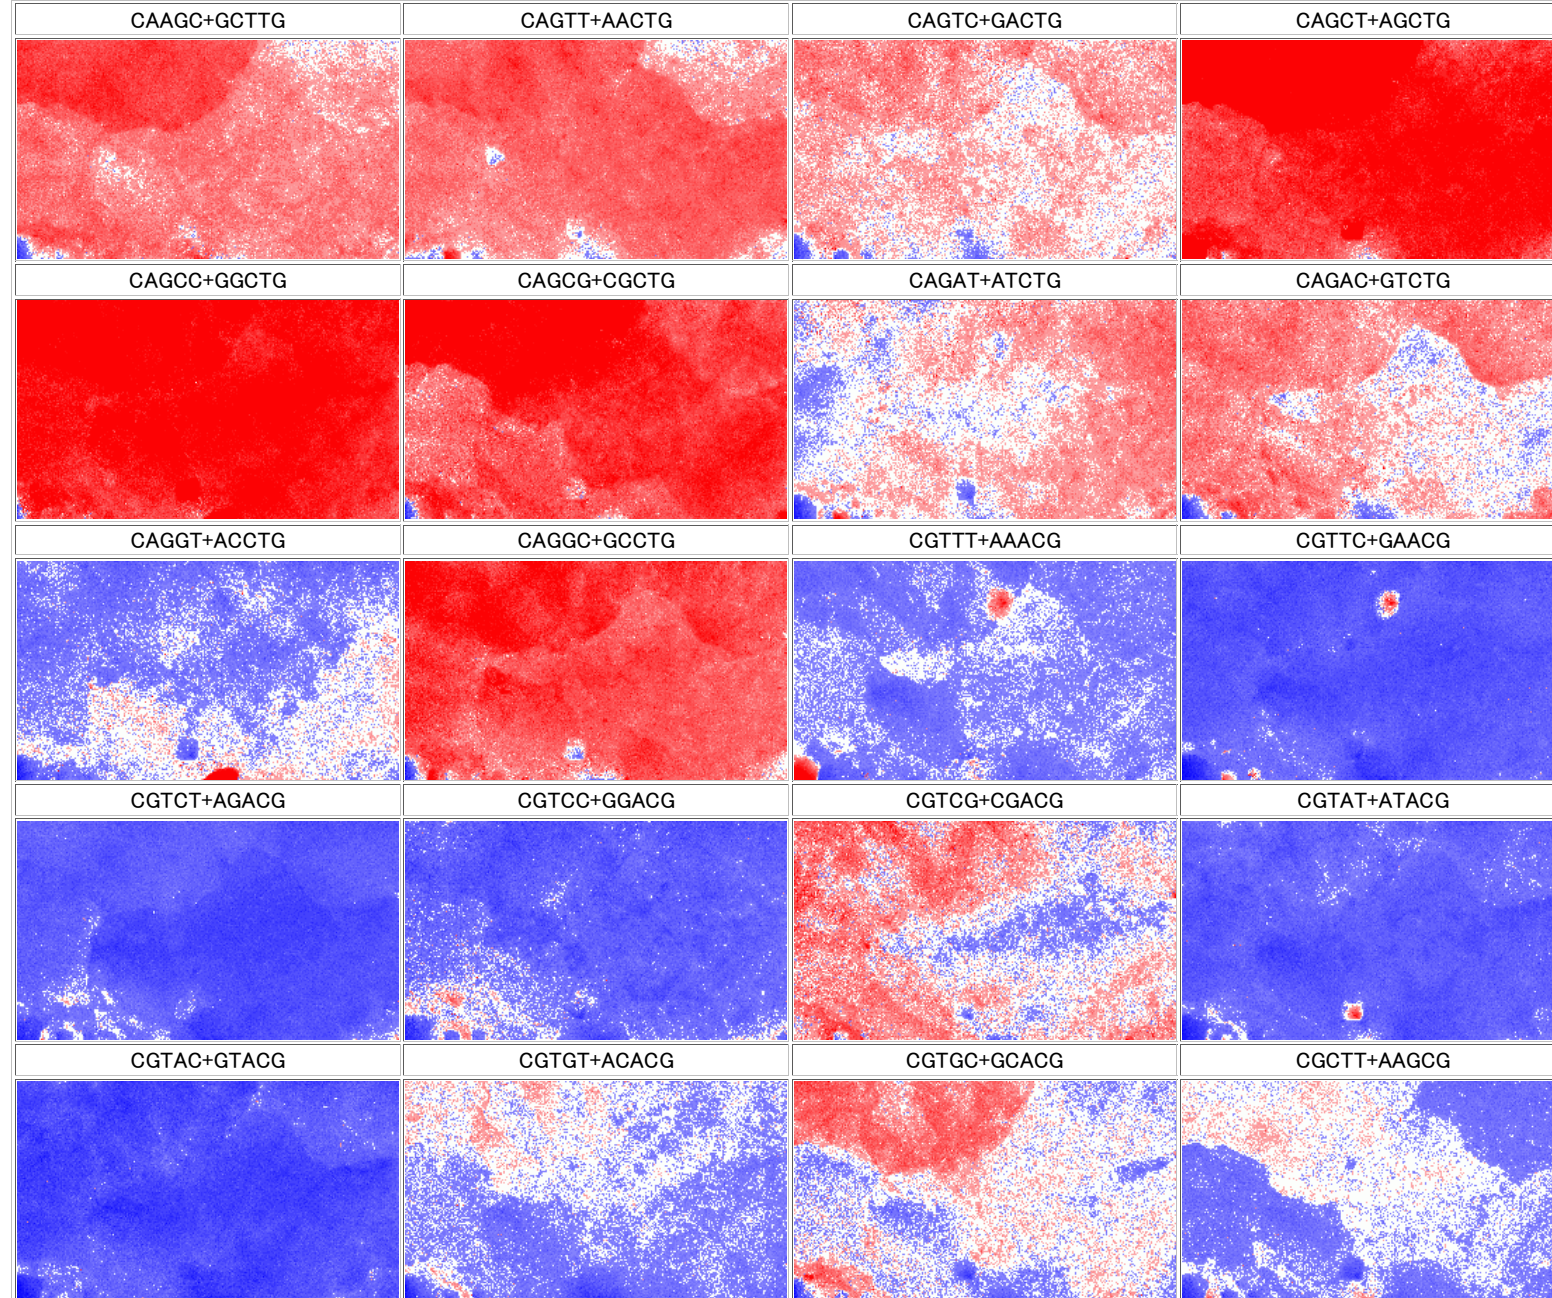 CAAGC+GCTTG CAGTT+AACTG CAGTC+GACTG CAGCT+AGCTG
CAGCC+GGCTG CAGCG+CGCTG CAGAT+ATCTG CAGAC+GTCTG
CAGGT+ACCTG CAGGC+GCCTG CGTTT+AAACG CGTTC+GAACG
CGTCT+AGACG CGTCC+GGACG CGTCG+CGACG CGTAT+ATACG
CGTAC+GTACG CGTGT+ACACG CGTGC+GCACG CGCTT+AAGCG